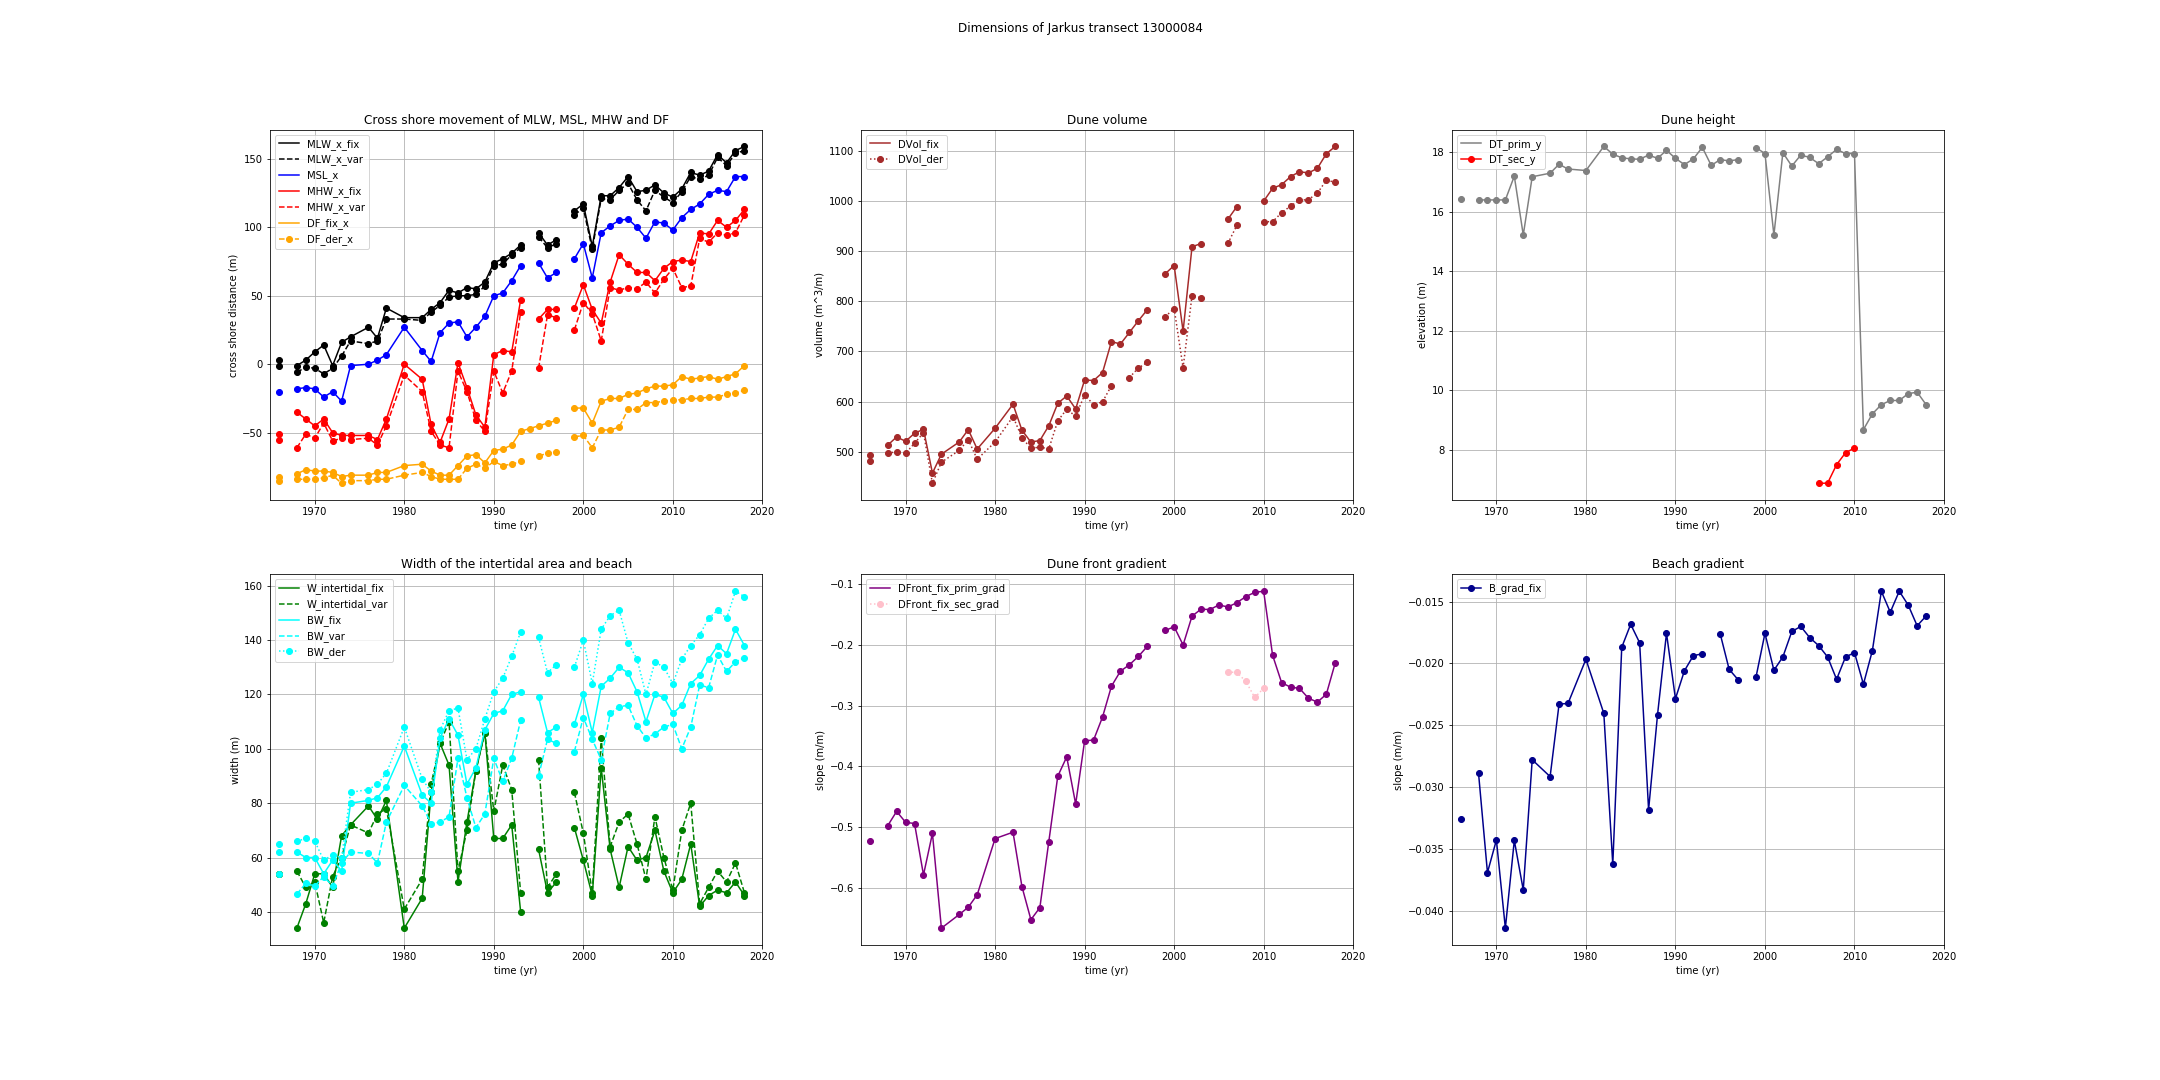 Dimensions of Jarkus transect 13000084
Cross shore movement of MLW, MSL, MHW and DF
MLW_x_fix
MLW_x_var
MSL_x
MHW_x_fix
MHW_x_var
DF_fix_x
DF_der_x
150
100
50
0
−50
cross shore distance (m)
1970 1980 1990 2000 2010 2020
time (yr)
Dune volume
DVol_fix
DVol_der
1100
1000
900
800
700
600
500
volume (m^3/m)
1970 1980 1990 2000 2010 2020
time (yr)
Dune height
DT_prim_y
DT_sec_y
18
16
14
12
10
8
elevation (m)
1970 1980 1990 2000 2010 2020
time (yr)
Width of the intertidal area and beach
W_intertidal_fix
W_intertidal_var
BW_fix
BW_var
BW_der
160
140
120
100
80
60
40
width (m)
1970 1980 1990 2000 2010 2020
time (yr)
Dune front gradient
DFront_fix_prim_grad
DFront_fix_sec_grad
−0.1
−0.2
−0.3
−0.4
−0.5
−0.6
slope (m/m)
1970 1980 1990 2000 2010 2020
time (yr)
Beach gradient
B_grad_fix
−0.015
−0.020
−0.025
−0.030
−0.035
−0.040
slope (m/m)
1970 1980 1990 2000 2010 2020
time (yr)